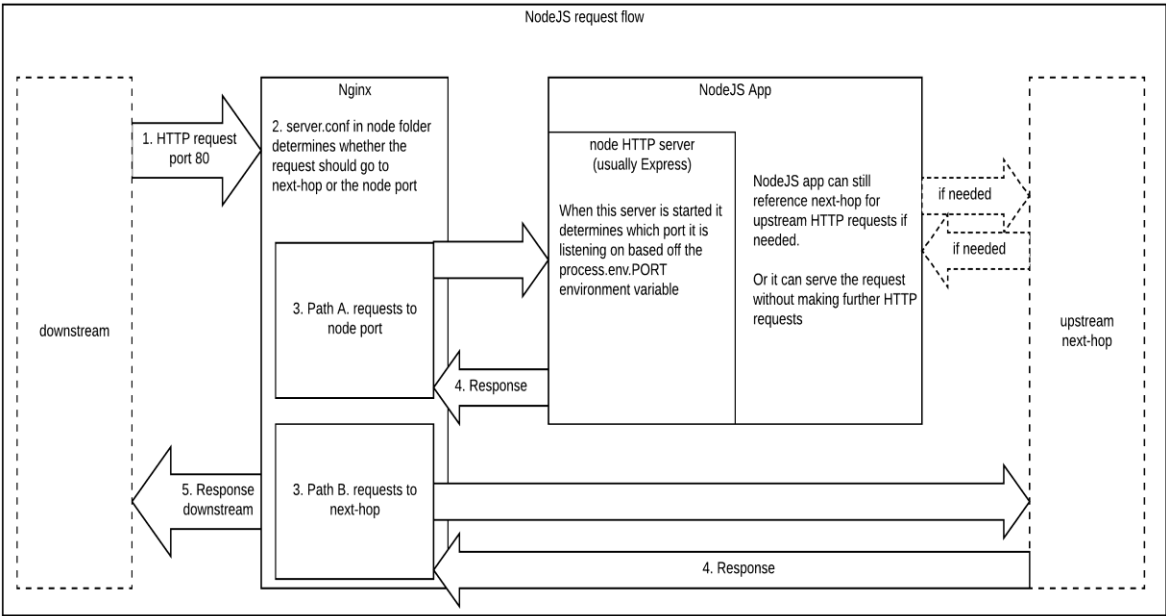 NodeJS request flow
downstream
1. HTTP request
port 80
Nginx
2. server.conf in node folder
determines whether the
request should go to
next-hop or the node port
3. Path A. requests to
node port
3. Path B. requests to
next-hop
NodeJS App
node HTTP server
(usually Express)
When this server is started it
determines which port it is
listening on based off the
process.env.PORT
environment variable
NodeJS app can still
reference next-hop for
upstream HTTP requests if
needed.
Or it can serve the request
without making further HTTP
requests
if needed
if needed
upstream
next-hop
4. Response
5. Response
downstream
4. Response